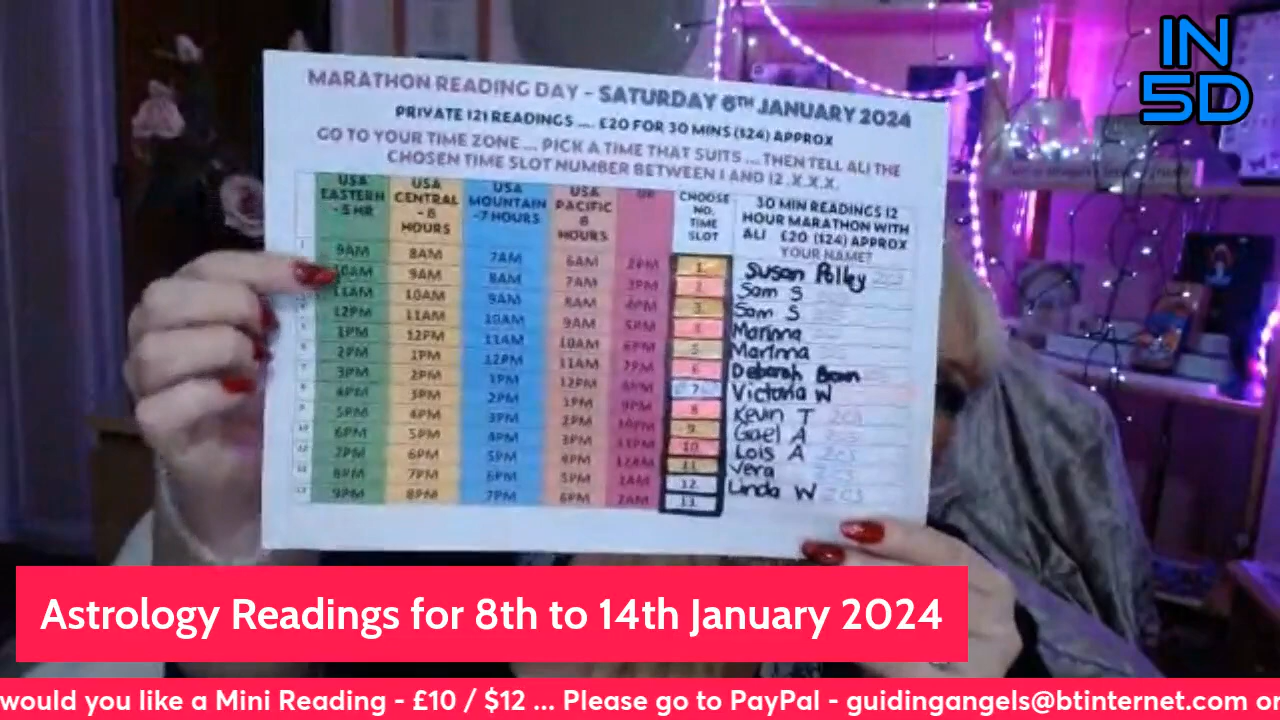 IN
5D
MARATHON READING DAY - SATURDAY 6TH JANUARY 2024
PRIVATE 121 READINGS .... £20 FOR 30 MINS ($24) APPROX
GO TO YOUR TIME ZONE ... PICK A TIME THAT SUITS .... THEN TELL ALI THE
CHOSEN TIME SLOT NUMBER BETWEEN 1 AND 12 .X.X.X.
USA EASTERN - 5 HR USA CENTRAL - 6 HOURS USA MOUNTAIN -7 HOURS USA PACIFIC 8 HOURS UK CHOOSE NO. TIME SLOT 30 MIN READINGS 12 HOUR MARATHON WITH ALI £20 ($24) APPROX YOUR NAME?
9AM 8AM 7AM 6AM 2PM 1 Susan Polley
10AM 9AM 8AM 7AM 3PM 2 Sam S
11AM 10AM 9AM 8AM 4PM 3 Sam S
12PM 11AM 10AM 9AM 5PM 4 Marinna
1PM 12PM 11AM 10AM 6PM 5 Marinna
2PM 1PM 12PM 11AM 7PM 6 Deborah
3PM 2PM 1PM 12PM 8PM 7 Victoria W
4PM 3PM 2PM 1PM 9PM 8 Kevin T
5PM 4PM 3PM 2PM 10PM 9 Gael A
6PM 5PM 4PM 3PM 11PM 10 Lois A
7PM 6PM 5PM 4PM 12AM 11 Vera
8PM 7PM 6PM 5PM 1AM 12 Linda W
9PM 8PM 7PM 6PM 2AM 13
Astrology Readings for 8th to 14th January 2024
would you like a Mini Reading - £10 / $12 ... Please go to PayPal - guidingangels@btinternet.com or